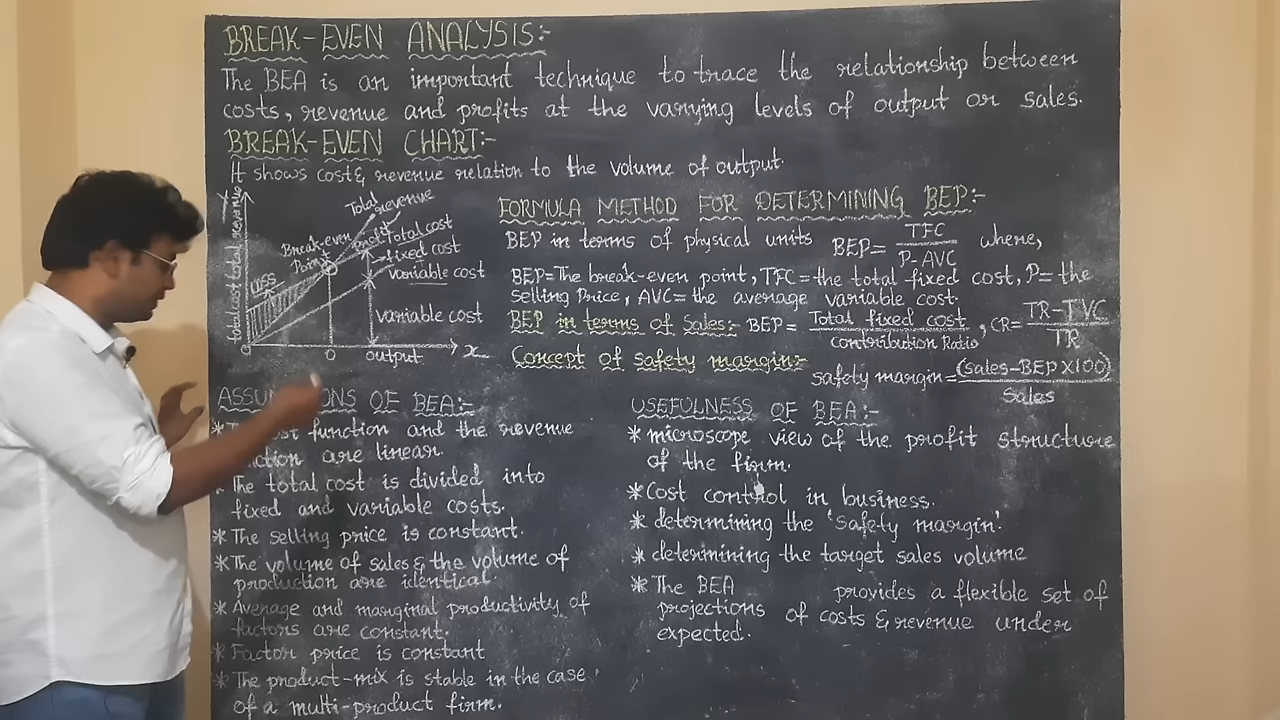 BREAK-EVEN ANALYSIS:-
The BEA is an important technique to trace the relationship between
costs, revenue and profits at the varying levels of output or sales.
BREAK-EVEN CHART:-
It shows cost & revenue relation to the volume of output.
Y
total cost total revenue
Total revenue
Profit
Total cost
Break-even
Point
fixed cost
Variable cost
Loss
variable cost
O
O
output
x
FORMULA METHOD FOR DETERMINING BEP:-
BEP in terms of physical units BEP= TFC / P-AVC where,
BEP=The break-even point, TFC=the total fixed cost, P= the
selling Price, AVC= the average variable cost.
BEP in terms of Sales:- BEP= Total fixed cost / contribution Ratio, CR= TR-TVC / TR
Concept of safety margin:-
safety margin= (sales-BEP×100) / Sales
ASSU ONS OF BEA:-
* function and the revenue
are linear.
The total cost is divided into
fixed and variable costs.
* The selling price is constant.
* The volume of sales & the volume of
production are identical.
* Average and marginal productivity of
factors are constant.
* Factor price is constant
* The product-mix is stable in the case
of a multi-product firm.
USEFULNESS OF BEA:-
* microscope view of the profit structure
of the firm.
* Cost control in business.
* determining the 'safety margin'.
* determining the target sales volume
* The BEA provides a flexible set of
projections of costs & revenue under
expected.